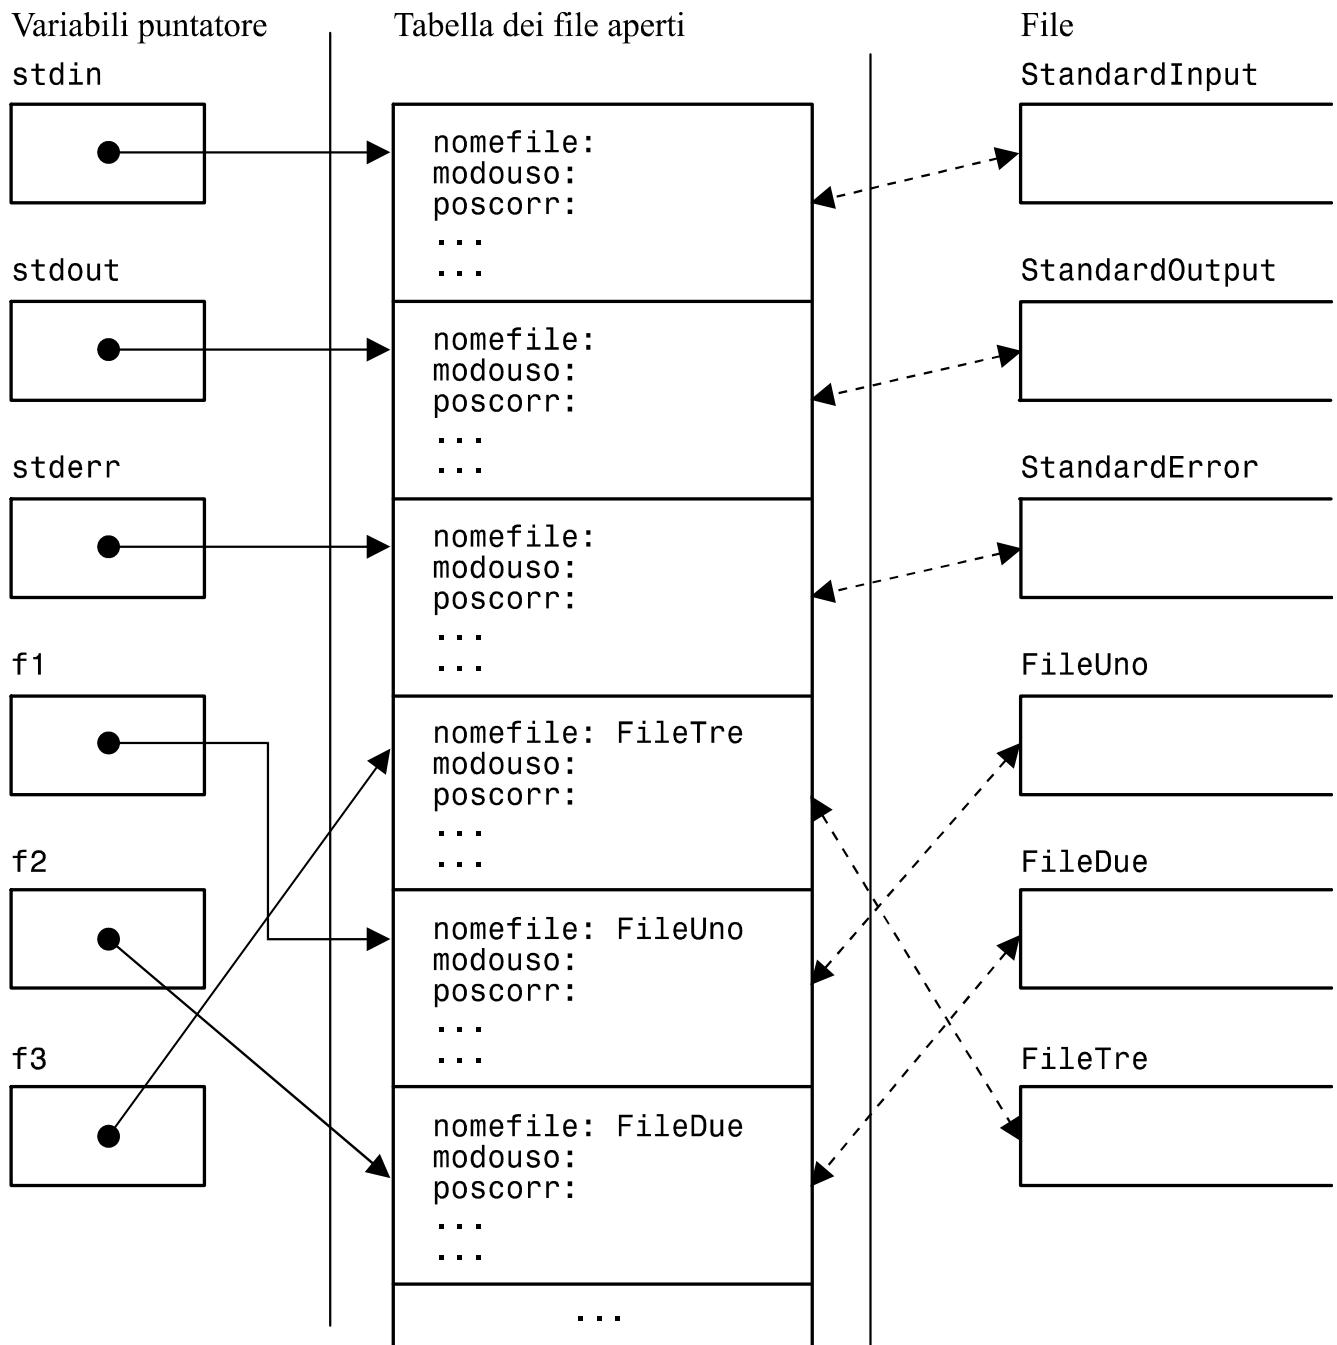 Variabili puntatore
stdin
stdout
stderr
f1
f2
f3
Tabella dei file aperti
nomefile:
modouso:
poscorr:
...
...
nomefile:
modouso:
poscorr:
...
...
nomefile:
modouso:
poscorr:
...
...
nomefile: FileTre
modouso:
poscorr:
...
...
nomefile: FileUno
modouso:
poscorr:
...
...
nomefile: FileDue
modouso:
poscorr:
...
...
...
File
StandardInput
StandardOutput
StandardError
FileUno
FileDue
FileTre